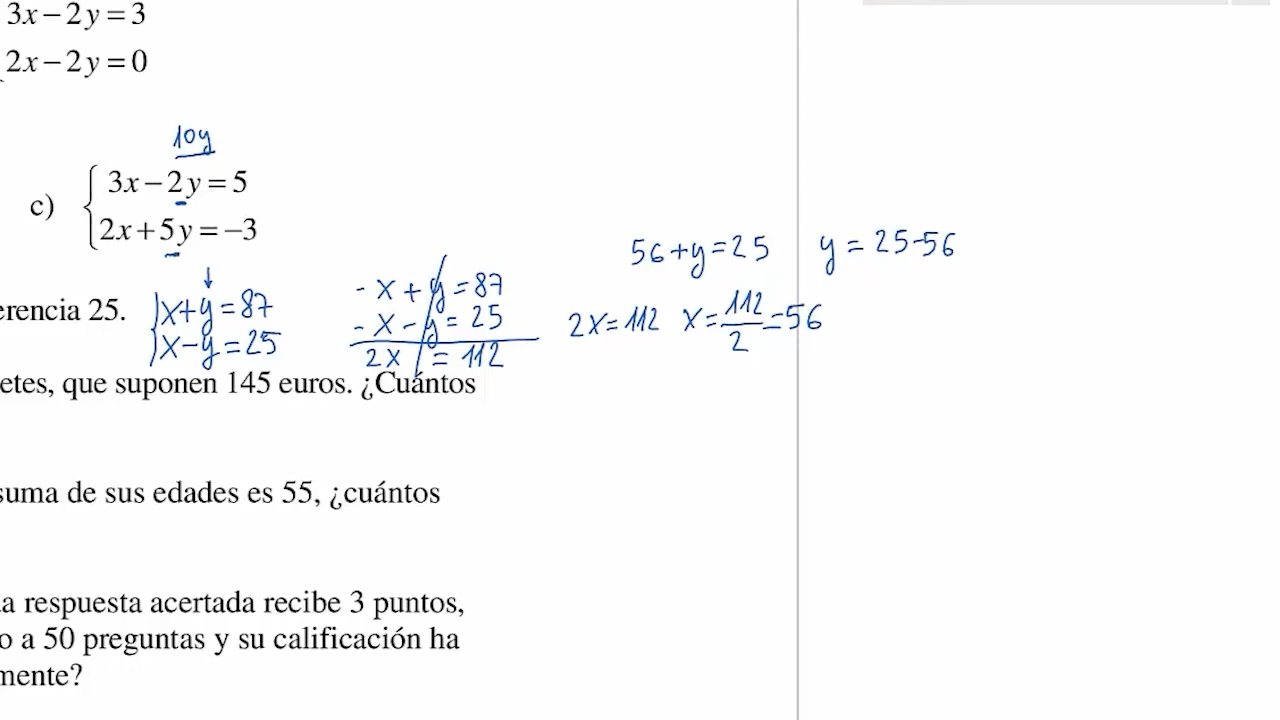 3x−2y=3
2x−2y=0
10y
c) 3x−2y=5
2x+5y=−3
56+y=25 y=25-56
erencia 25. x+y=87 - x+y=87
x-y=25 - x-y=25 2x=112 x=112/2=56
2x =112
etes, que suponen 145 euros. ¿Cuántos
suma de sus edades es 55, ¿cuántos
a respuesta acertada recibe 3 puntos,
o a 50 preguntas y su calificación ha
mente?